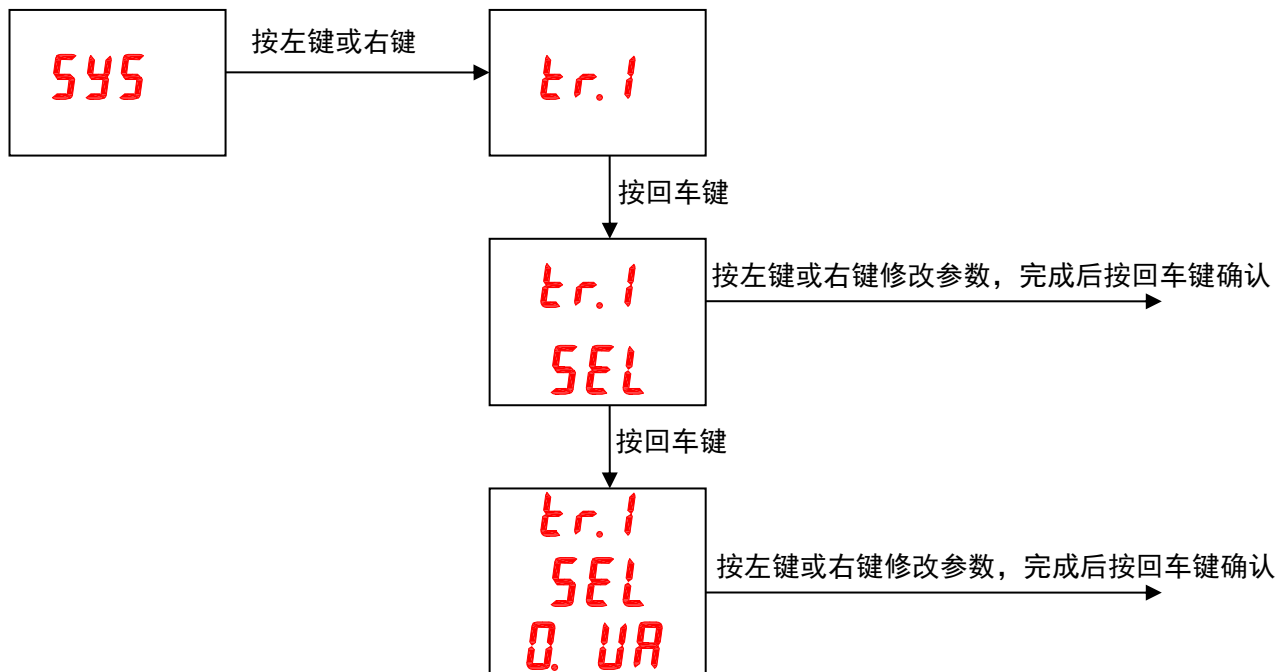 SYS
按左键或右键
tr.1
按回车键
tr.1
SEL
按左键或右键修改参数，完成后按回车键确认
按回车键
tr.1
SEL
0. UA
按左键或右键修改参数，完成后按回车键确认